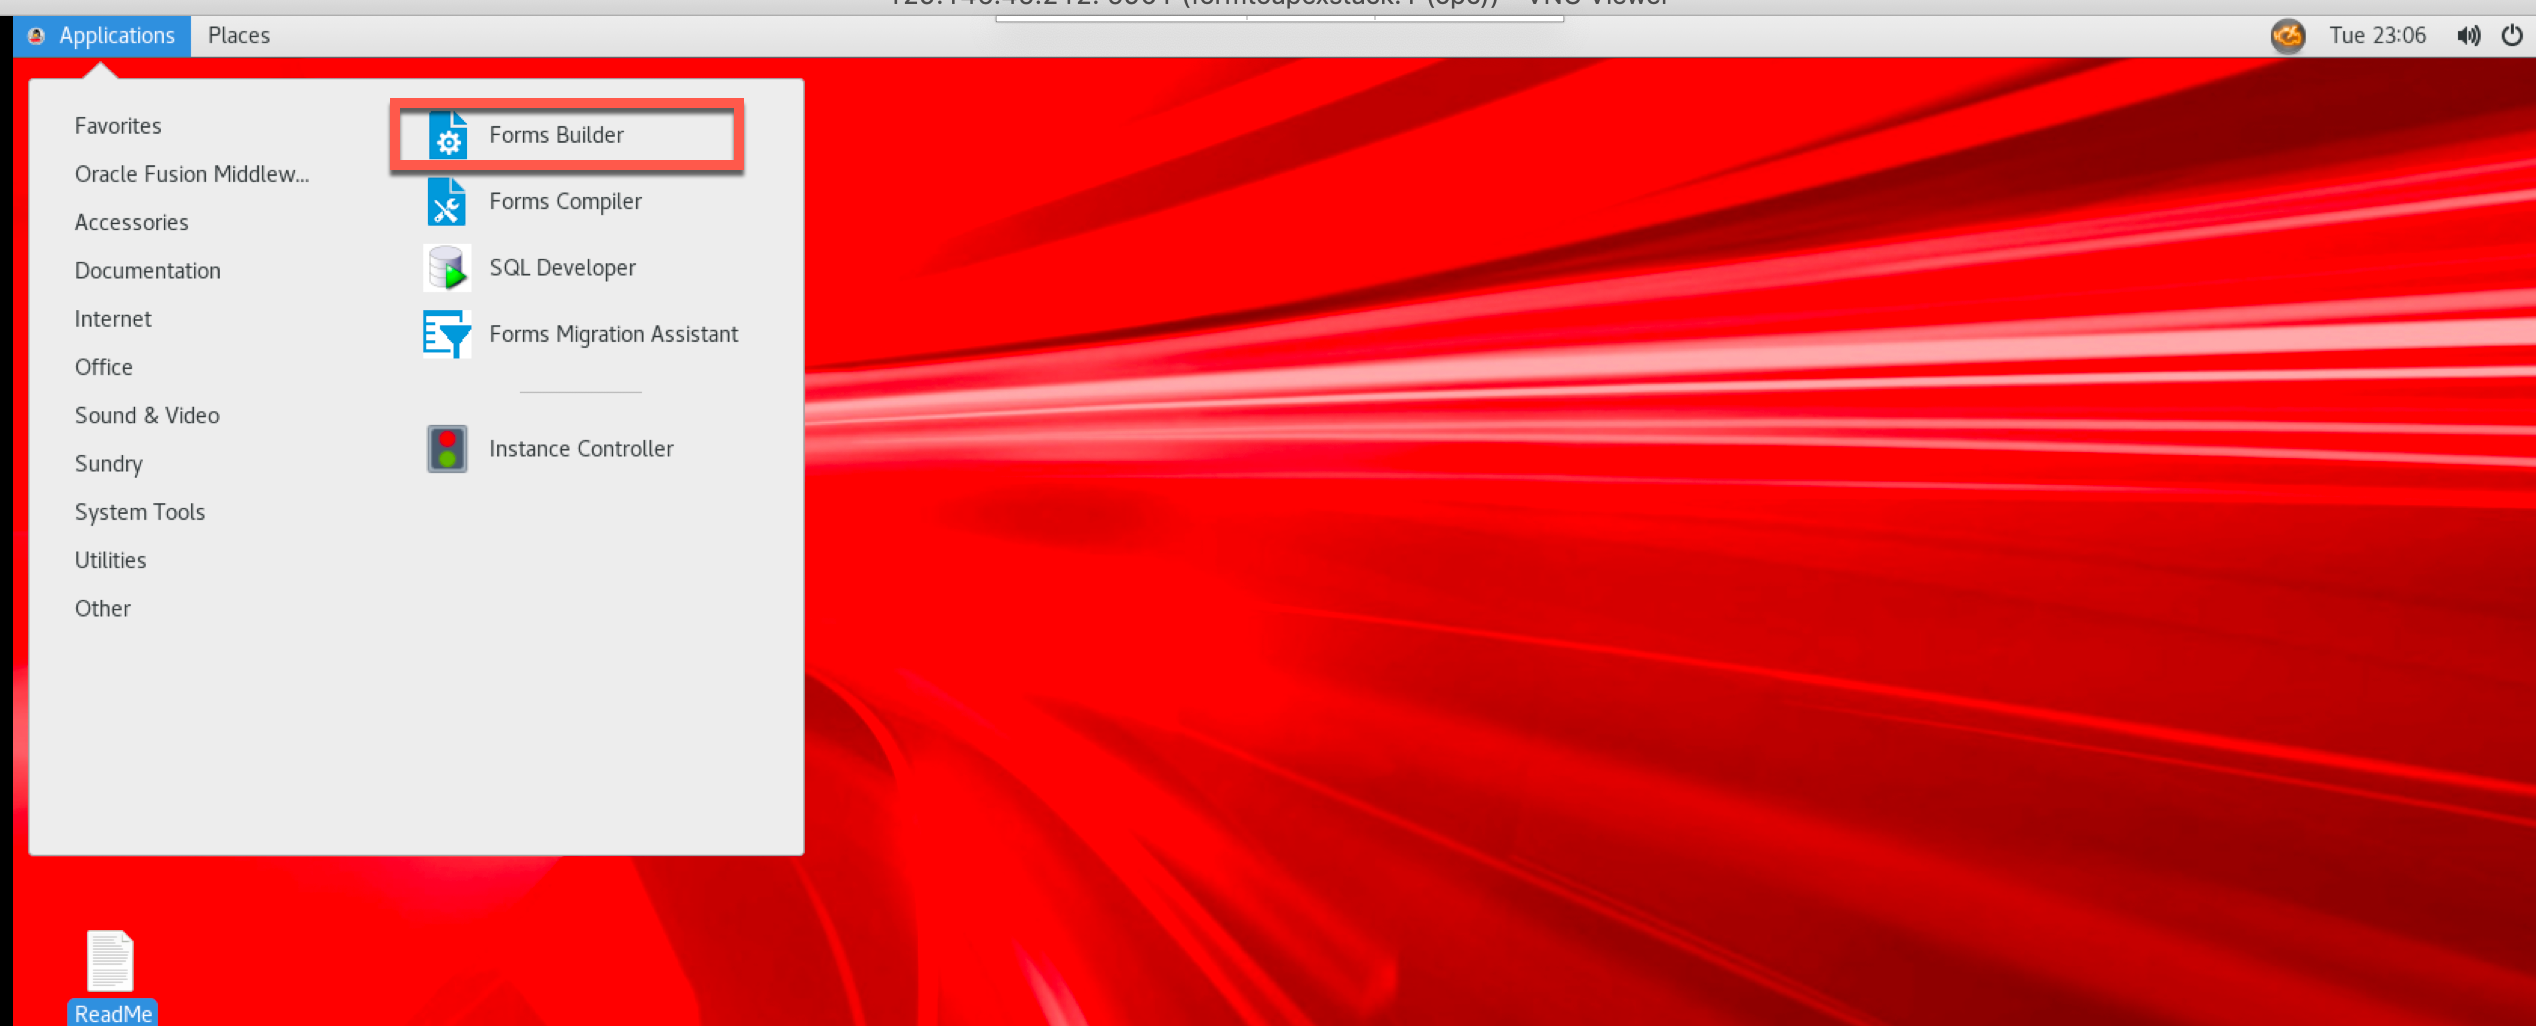 VNC Viewer
Applications
Places
Tue 23:06
Favorites
Oracle Fusion Middlew...
Accessories
Documentation
Internet
Office
Sound & Video
Sundry
System Tools
Utilities
Other
Forms Builder
Forms Compiler
SQL Developer
Forms Migration Assistant
Instance Controller
ReadMe